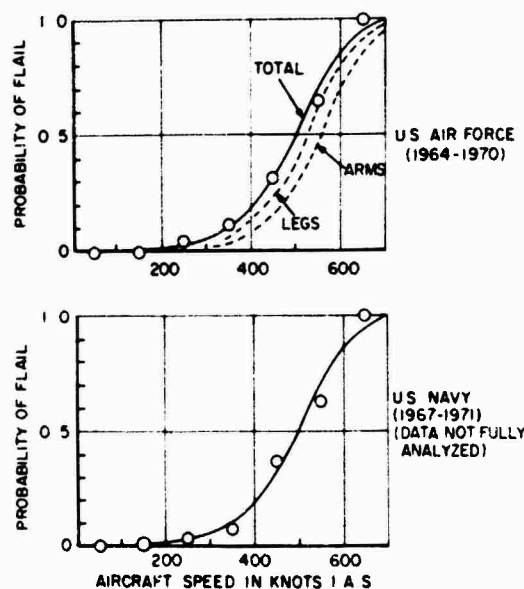 PROBABILITY OF FLAIL
1 0
0 5
0
TOTAL
LEGS
ARMS
200
400
600
US AIR FORCE
(1964-1970)
PROBABILITY OF FLAIL
1 0
0 5
0
200
400
600
AIRCRAFT SPEED IN KNOTS I A S
US NAVY
(1967-1971)
(DATA NOT FULLY
ANALYZED)